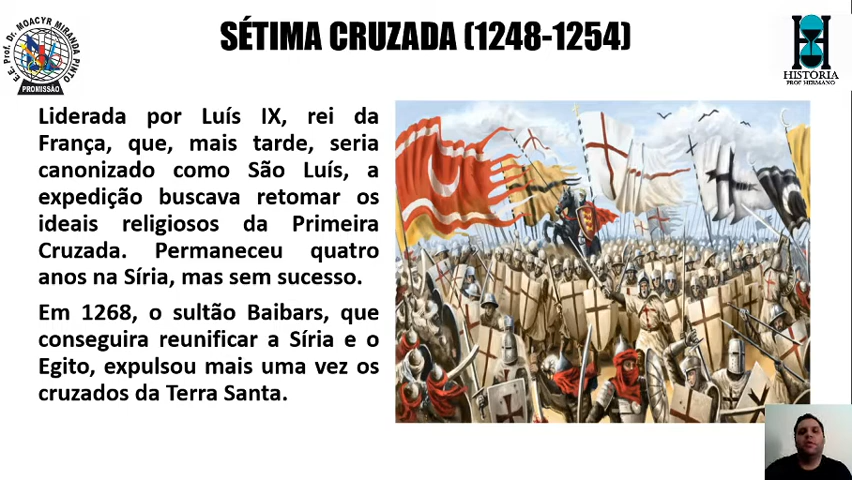 SÉTIMA CRUZADA (1248-1254)
E.E. Prof. Dr. MOACYR MIRANDA PINTO
PROMISSÃO
HISTORIA
PROF HERMANO
Liderada por Luís IX, rei da
França, que, mais tarde, seria
canonizado como São Luís, a
expedição buscava retomar os
ideais religiosos da Primeira
Cruzada. Permaneceu quatro
anos na Síria, mas sem sucesso.
Em 1268, o sultão Baibars, que
conseguira reunificar a Síria e o
Egito, expulsou mais uma vez os
cruzados da Terra Santa.